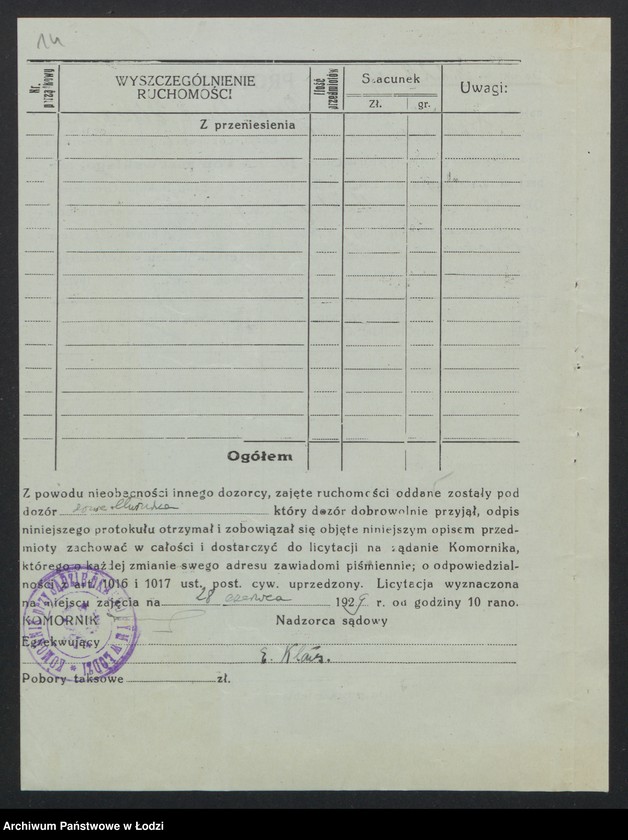 14
Nr. porządkowy
WYSZCZEGÓLNIENIE
RUCHOMOŚCI
Ilość przedmiotów
Szacunek
Zł. gr.
Uwagi:
Z przeniesienia
Ogółem
Z powodu nieobecności innego dozorcy, zajęte ruchomości oddane zostały pod
dozór który dozór dobrowolnie przyjął, odpis
niniejszego protokułu otrzymał i zobowiązał się objęte niniejszym opisem przed-
mioty zachować w całości i dostarczyć do licytacji na żądanie Komornika,
którego o każdej zmianie swego adresu zawiadomi piśmiennie; o odpowiedzial-
ności z art. 1016 i 1017 ust. post. cyw. uprzedzony. Licytacja wyznaczona
na miejscu zajęcia na 28 czerwca 1929 r. od godziny 10 rano.
KOMORNIK Nadzorca sądowy
Egzekwujący
E.
Pobory taksowe zł.
Archiwum Państwowe w Łodzi